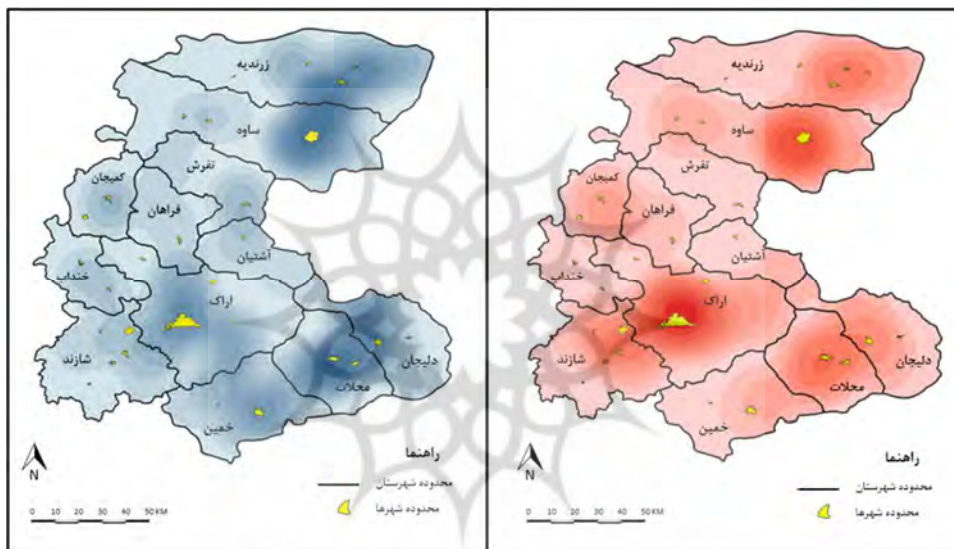 زرندیه
ساوه
تفرش
کمیجان
فراهان
آشتیان
خنداب
اراک
شازند
دلیجان
محلات
خمین
راهنما
محدوده شهرستان
محدوده شهرها
N
0 10 20 30 40 50 KM
زرندیه
ساوه
تفرش
کمیجان
فراهان
آشتیان
خنداب
اراک
شازند
دلیجان
محلات
خمین
راهنما
محدوده شهرستان
محدوده شهرها
N
0 10 20 30 40 50 KM